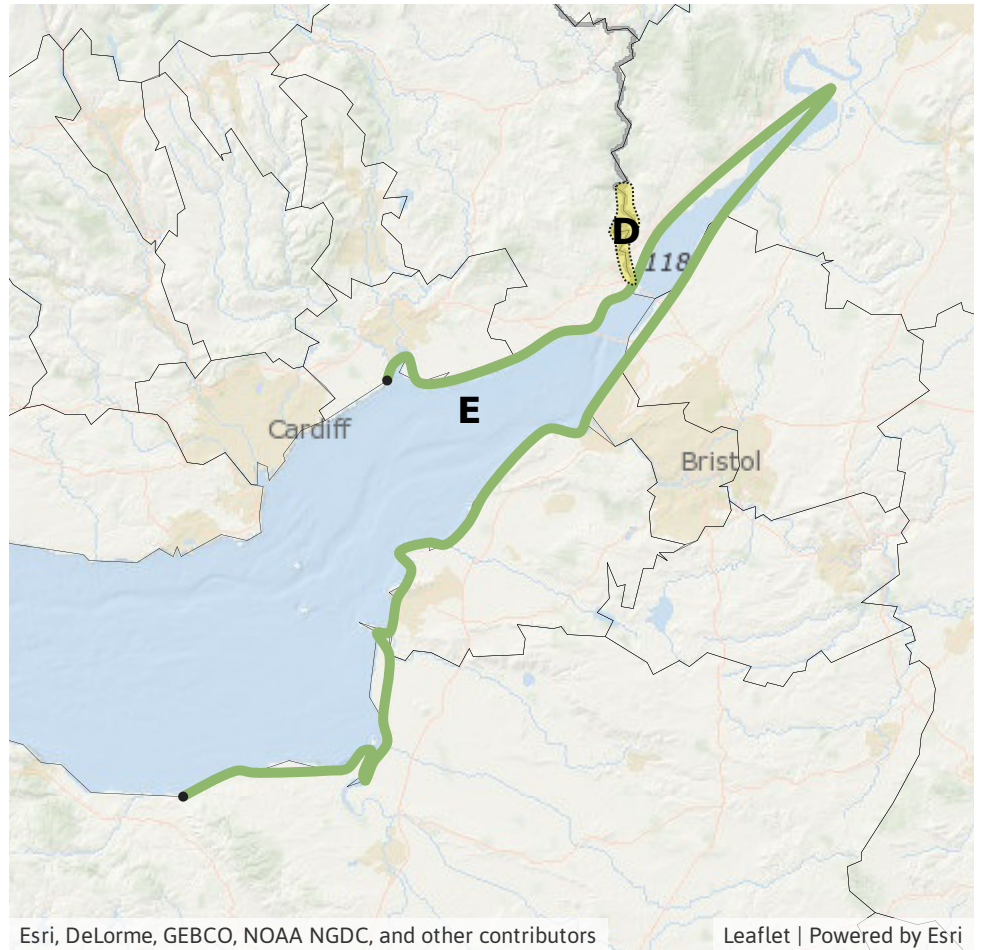 D
118
E
Cardiff
Bristol
Esri, DeLorme, GEBCO, NOAA NGDC, and other contributors
Leaflet | Powered by Esri